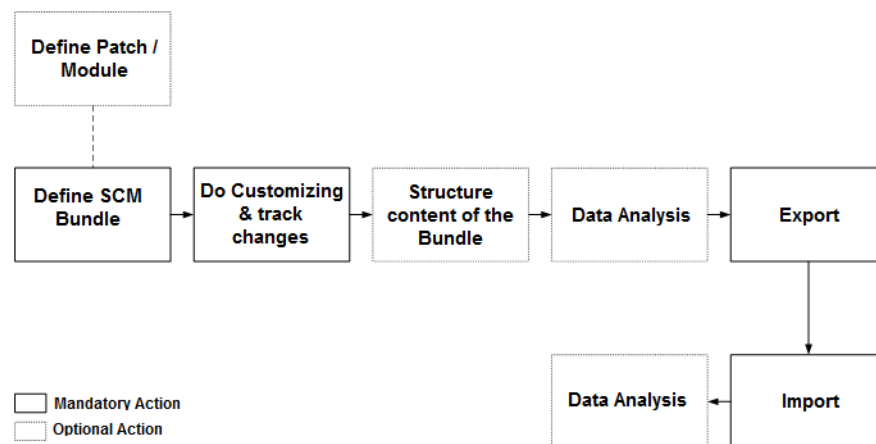 Define Patch /
Module
Define SCM
Bundle
Do Customizing
& track
changes
Structure
content of the
Bundle
Data Analysis
Export
Data Analysis
Import
Mandatory Action
Optional Action